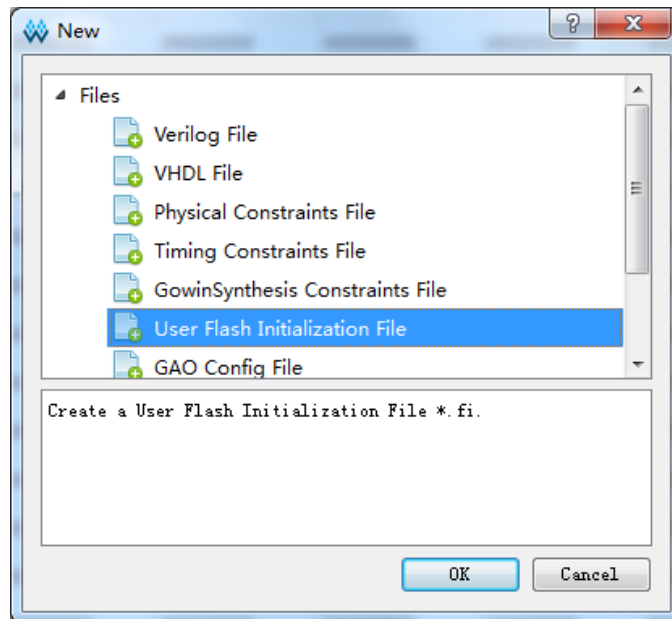 New
Files
Verilog File
VHDL File
Physical Constraints File
Timing Constraints File
GowinSynthesis Constraints File
User Flash Initialization File
GAO Config File
Create a User Flash Initialization File *.fi.
OK
Cancel